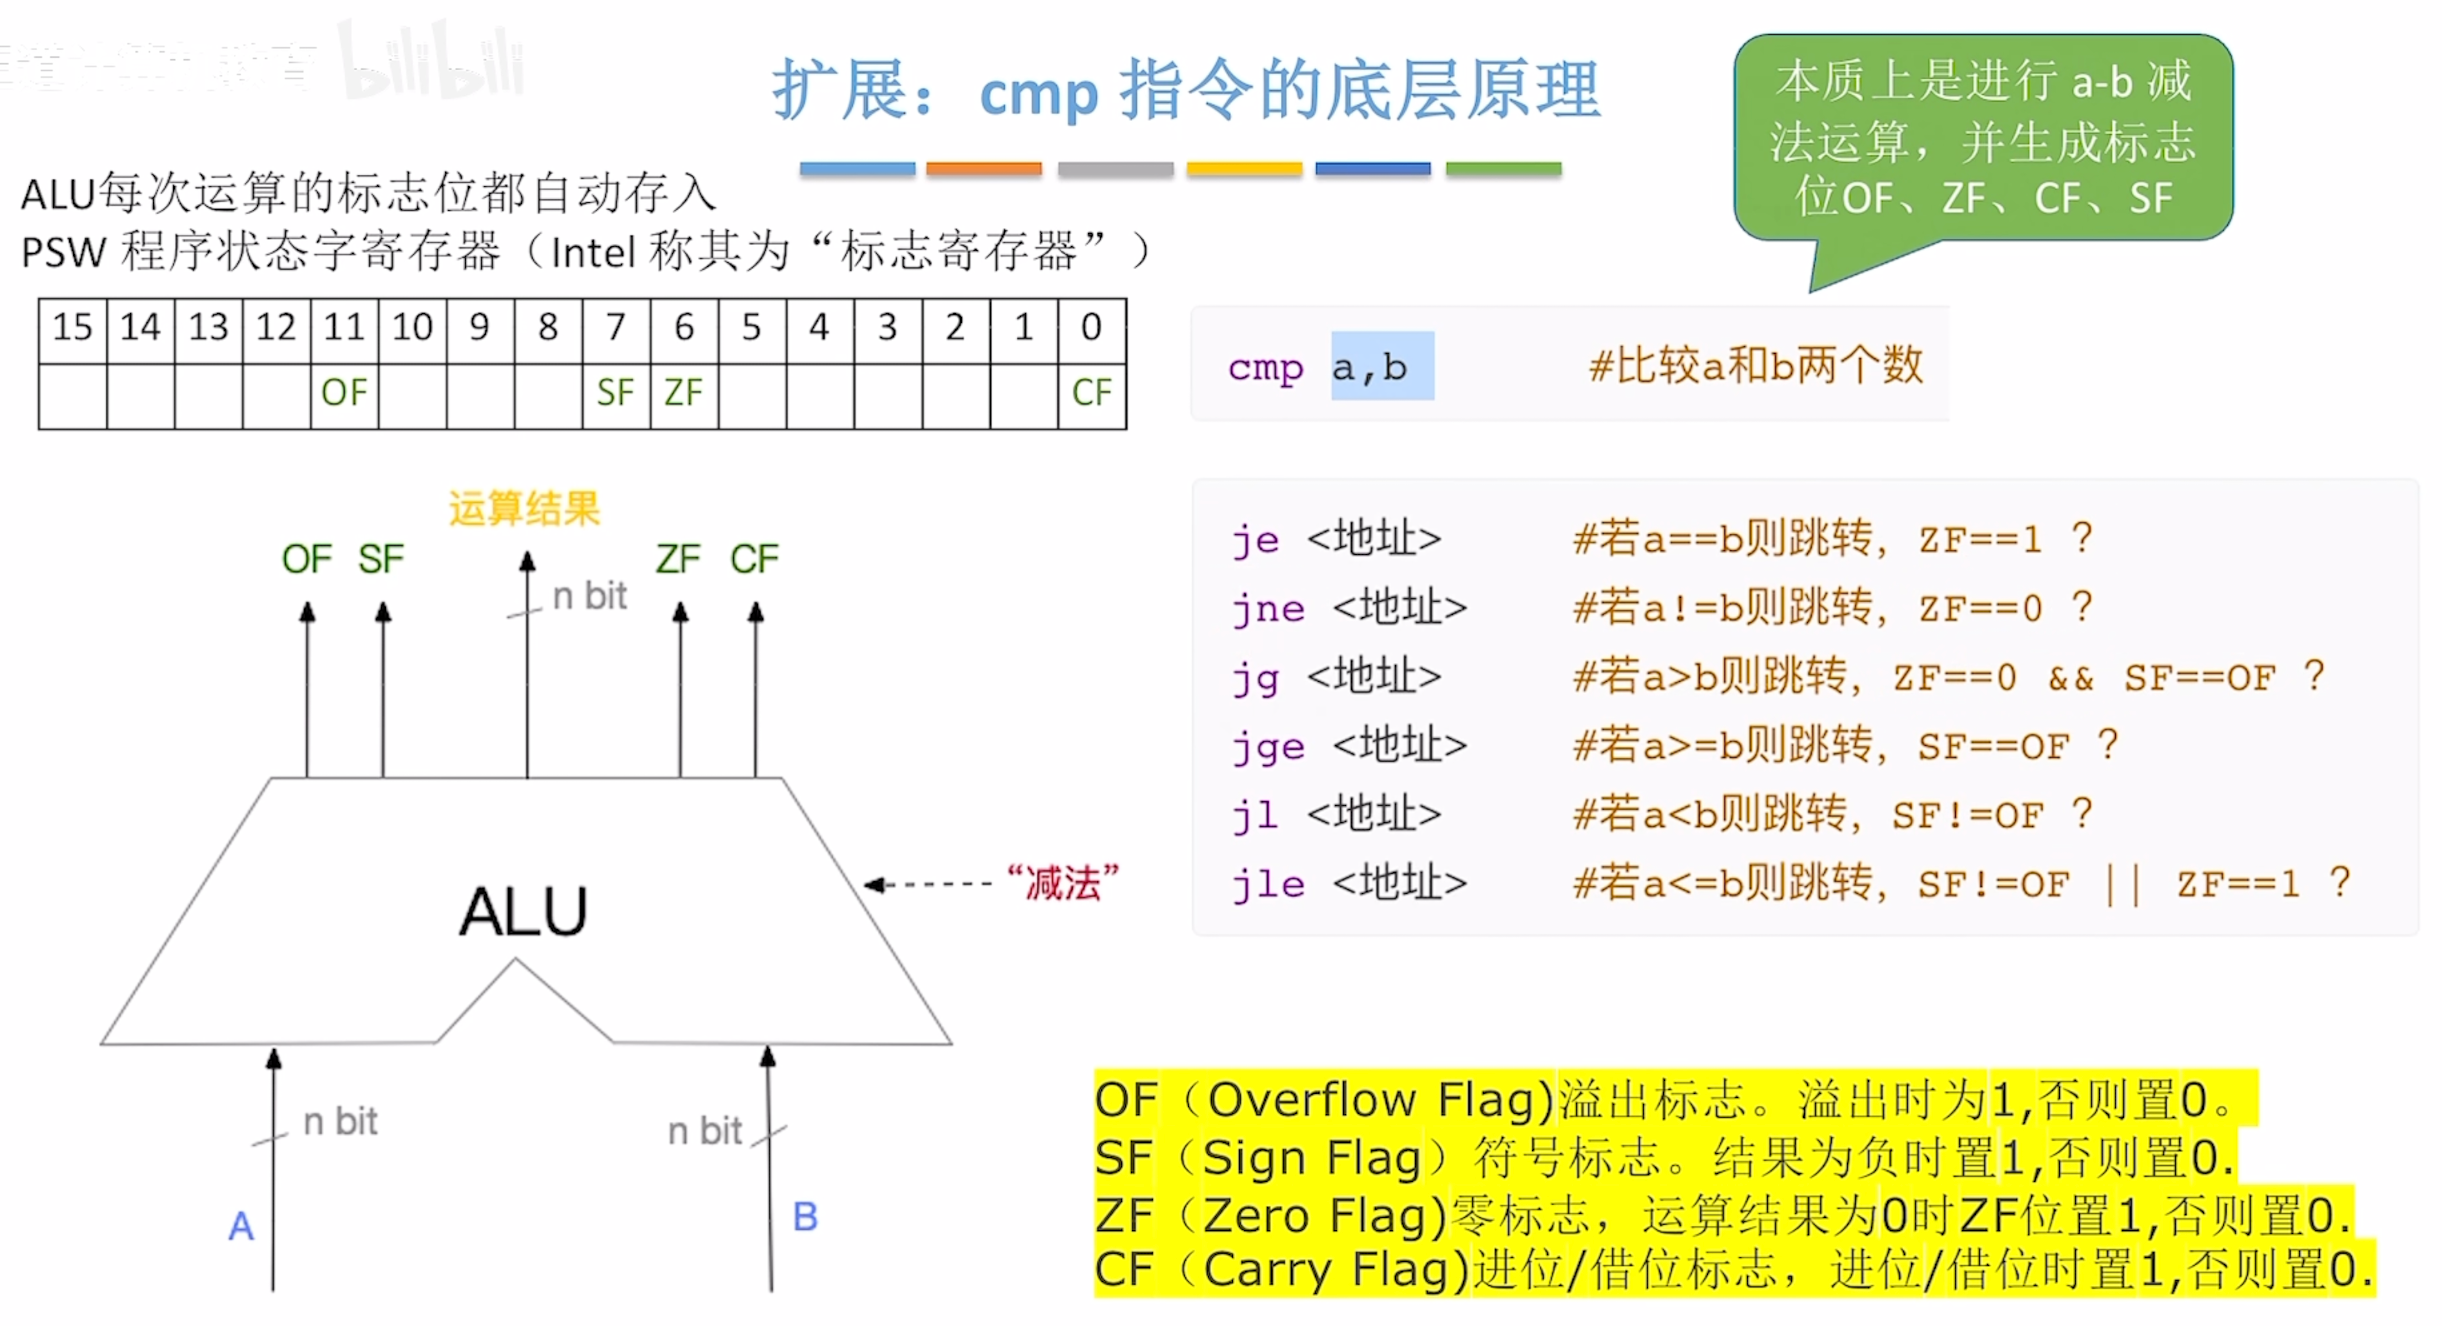 bilibili
扩展：cmp 指令的底层原理
本质上是进行 a-b 减
法运算，并生成标志
位OF、ZF、CF、SF
ALU每次运算的标志位都自动存入
PSW 程序状态字寄存器（Intel 称其为“标志寄存器”）
15 14 13 12 11 10 9 8 7 6 5 4 3 2 1 0
OF SF ZF CF
cmp a,b #比较a和b两个数
je <地址> #若a==b则跳转，ZF==1 ？
jne <地址> #若a!=b则跳转，ZF==0 ？
jg <地址> #若a>b则跳转，ZF==0 && SF==OF ？
jge <地址> #若a>=b则跳转，SF==OF ？
jl <地址> #若a<b则跳转，SF!=OF ？
jle <地址> #若a<=b则跳转，SF!=OF || ZF==1 ？
运算结果
OF SF ZF CF
n bit
ALU
“减法”
n bit
n bit
A
B
OF（Overflow Flag)溢出标志。溢出时为1,否则置0。
SF（Sign Flag）符号标志。结果为负时置1,否则置0.
ZF（Zero Flag)零标志，运算结果为0时ZF位置1,否则置0.
CF（Carry Flag)进位/借位标志，进位/借位时置1,否则置0.